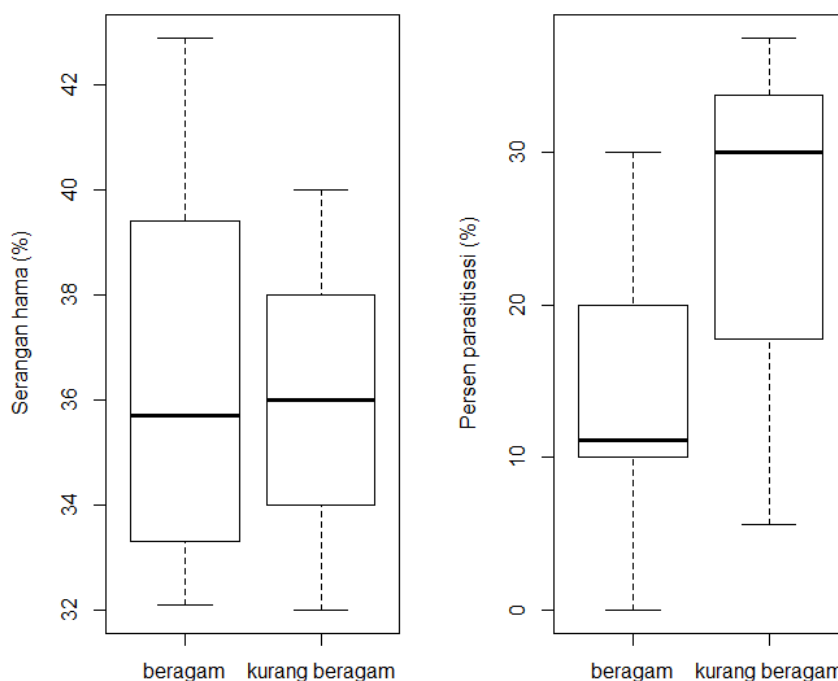 Serangan hama (%)
42
40
38
36
34
32
beragam kurang beragam
Persen parasitisasi (%)
30
20
10
0
beragam kurang beragam